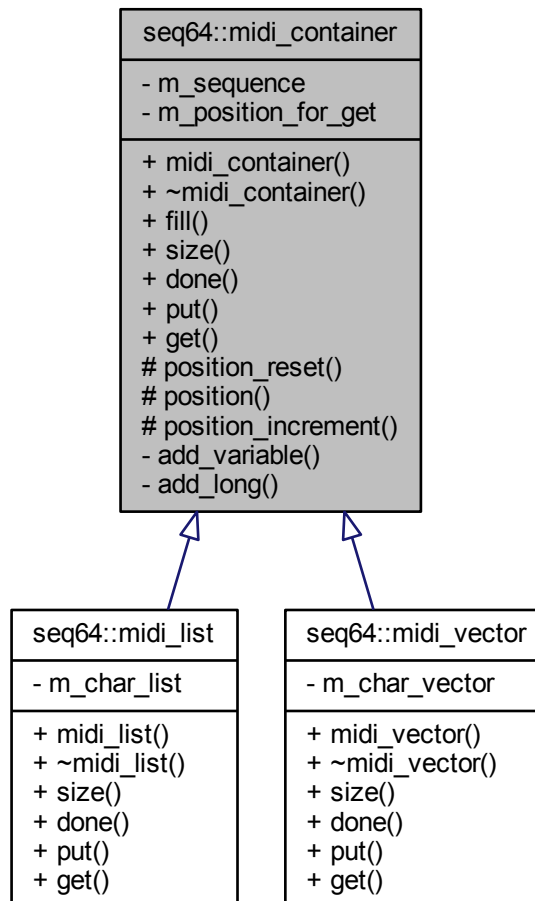 seq64::midi_container
- m_sequence
- m_position_for_get
+ midi_container()
+ ~midi_container()
+ fill()
+ size()
+ done()
+ put()
+ get()
# position_reset()
# position()
# position_increment()
- add_variable()
- add_long()
seq64::midi_list
- m_char_list
+ midi_list()
+ ~midi_list()
+ size()
+ done()
+ put()
+ get()
seq64::midi_vector
- m_char_vector
+ midi_vector()
+ ~midi_vector()
+ size()
+ done()
+ put()
+ get()